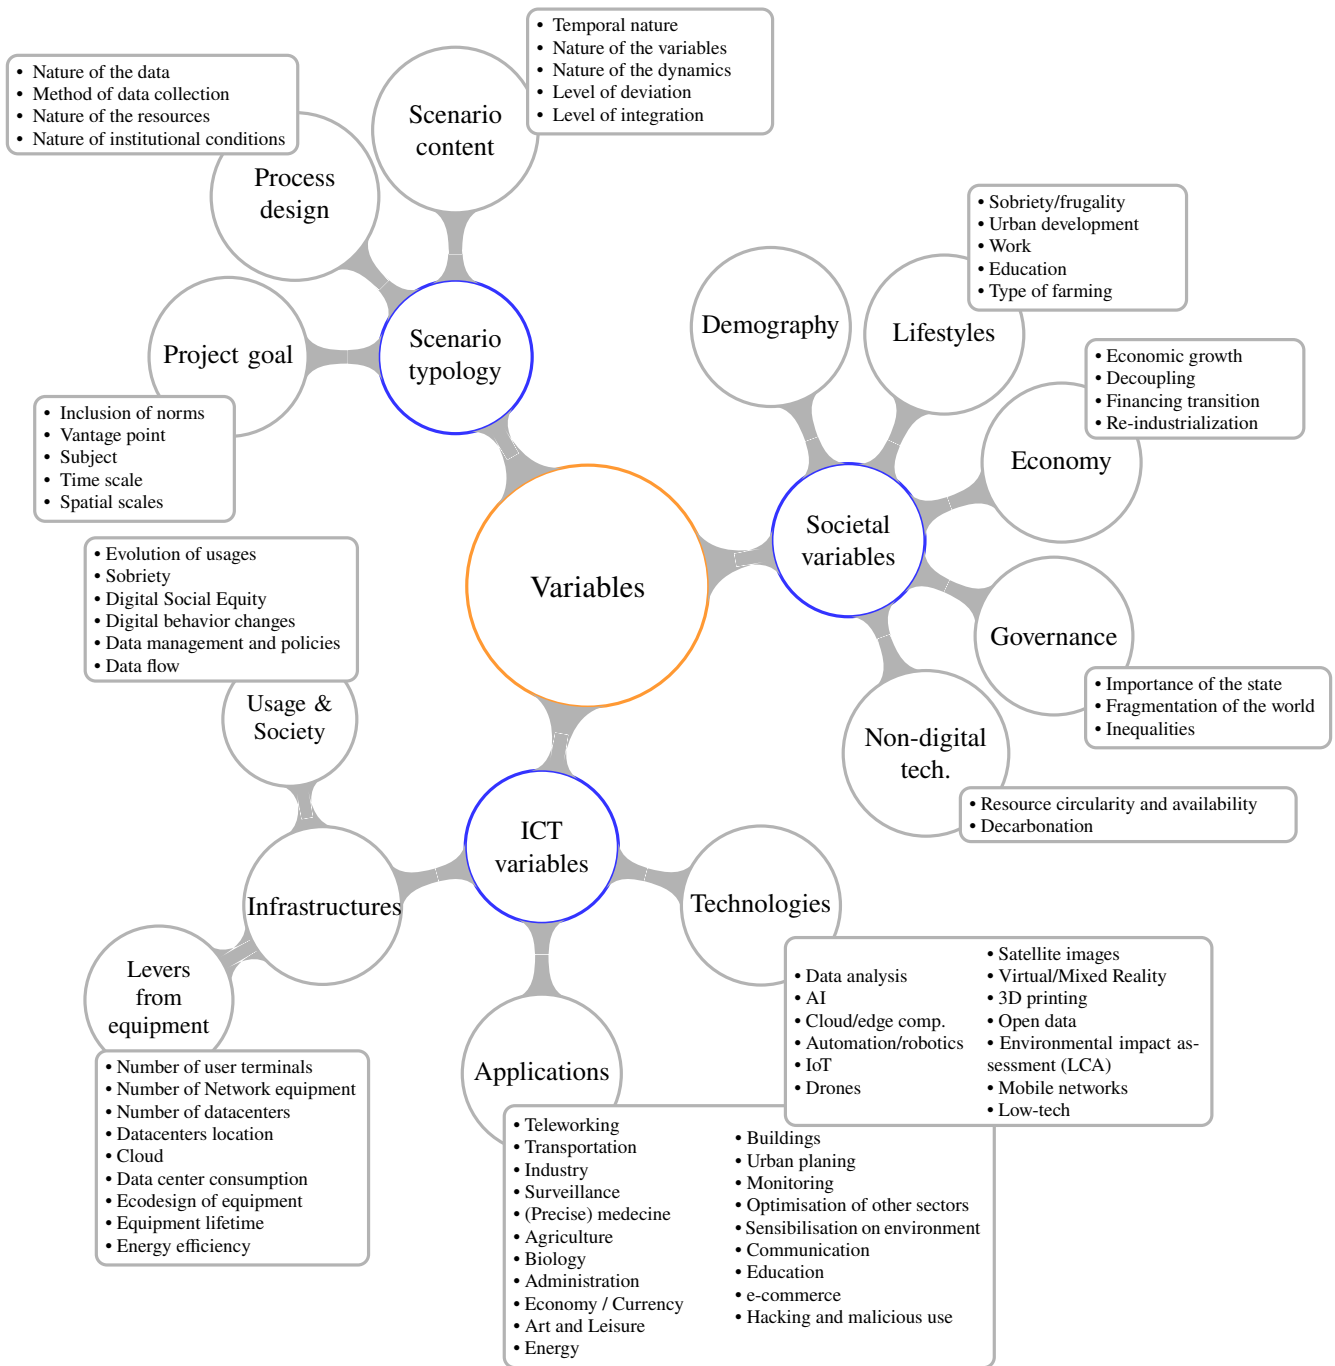 • Temporal nature
• Nature of the variables
• Nature of the dynamics
• Level of deviation
• Level of integration
• Nature of the data
• Method of data collection
• Nature of the resources
• Nature of institutional conditions
Scenario
content
Process
design
Project goal
Scenario
typology
• Inclusion of norms
• Vantage point
• Subject
• Time scale
• Spatial scales
• Sobriety/frugality
• Urban development
• Work
• Education
• Type of farming
Demography
Lifestyles
• Economic growth
• Decoupling
• Financing transition
• Re-industrialization
Economy
Societal
variables
Variables
Governance
• Importance of the state
• Fragmentation of the world
• Inequalities
Non-digital
tech.
• Resource circularity and availability
• Decarbonation
• Evolution of usages
• Sobriety
• Digital Social Equity
• Digital behavior changes
• Data management and policies
• Data flow
Usage &
Society
ICT
variables
Infrastructures
Technologies
Levers
from
equipment
Applications
• Number of user terminals
• Number of Network equipment
• Number of datacenters
• Datacenters location
• Cloud
• Data center consumption
• Ecodesign of equipment
• Equipment lifetime
• Energy efficiency
• Data analysis
• AI
• Cloud/edge comp.
• Automation/robotics
• IoT
• Drones
• Satellite images
• Virtual/Mixed Reality
• 3D printing
• Open data
• Environmental impact as-
sessment (LCA)
• Mobile networks
• Low-tech
• Teleworking
• Transportation
• Industry
• Surveillance
• (Precise) medecine
• Agriculture
• Biology
• Administration
• Economy / Currency
• Art and Leisure
• Energy
• Buildings
• Urban planing
• Monitoring
• Optimisation of other sectors
• Sensibilisation on environment
• Communication
• Education
• e-commerce
• Hacking and malicious use